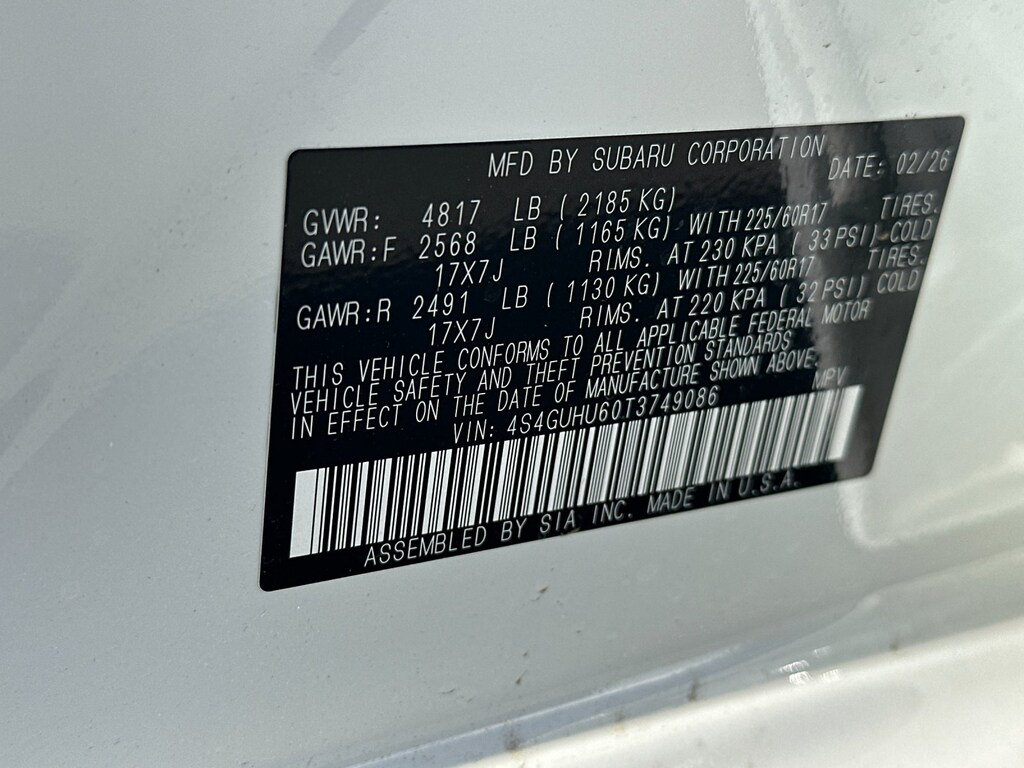 MFD BY SUBARU CORPORATION DATE: 02/26
GVWR: 4817 LB ( 2185 KG)
GAWR:F 2568 LB ( 1165 KG) WITH 225/60R17 TIRES.
17X7J RIMS. AT 230 KPA ( 33 PSI) COLD
GAWR:R 2491 LB ( 1130 KG) WITH 225/60R17 TIRES.
17X7J RIMS. AT 220 KPA ( 32 PSI) COLD
THIS VEHICLE CONFORMS TO ALL APPLICABLE FEDERAL MOTOR
VEHICLE SAFETY AND THEFT PREVENTION STANDARDS
IN EFFECT ON THE DATE OF MANUFACTURE SHOWN ABOVE.
VIN: 4S4GUHU60T3749086 MPV
ASSEMBLED BY SIA, INC. MADE IN U.S.A.